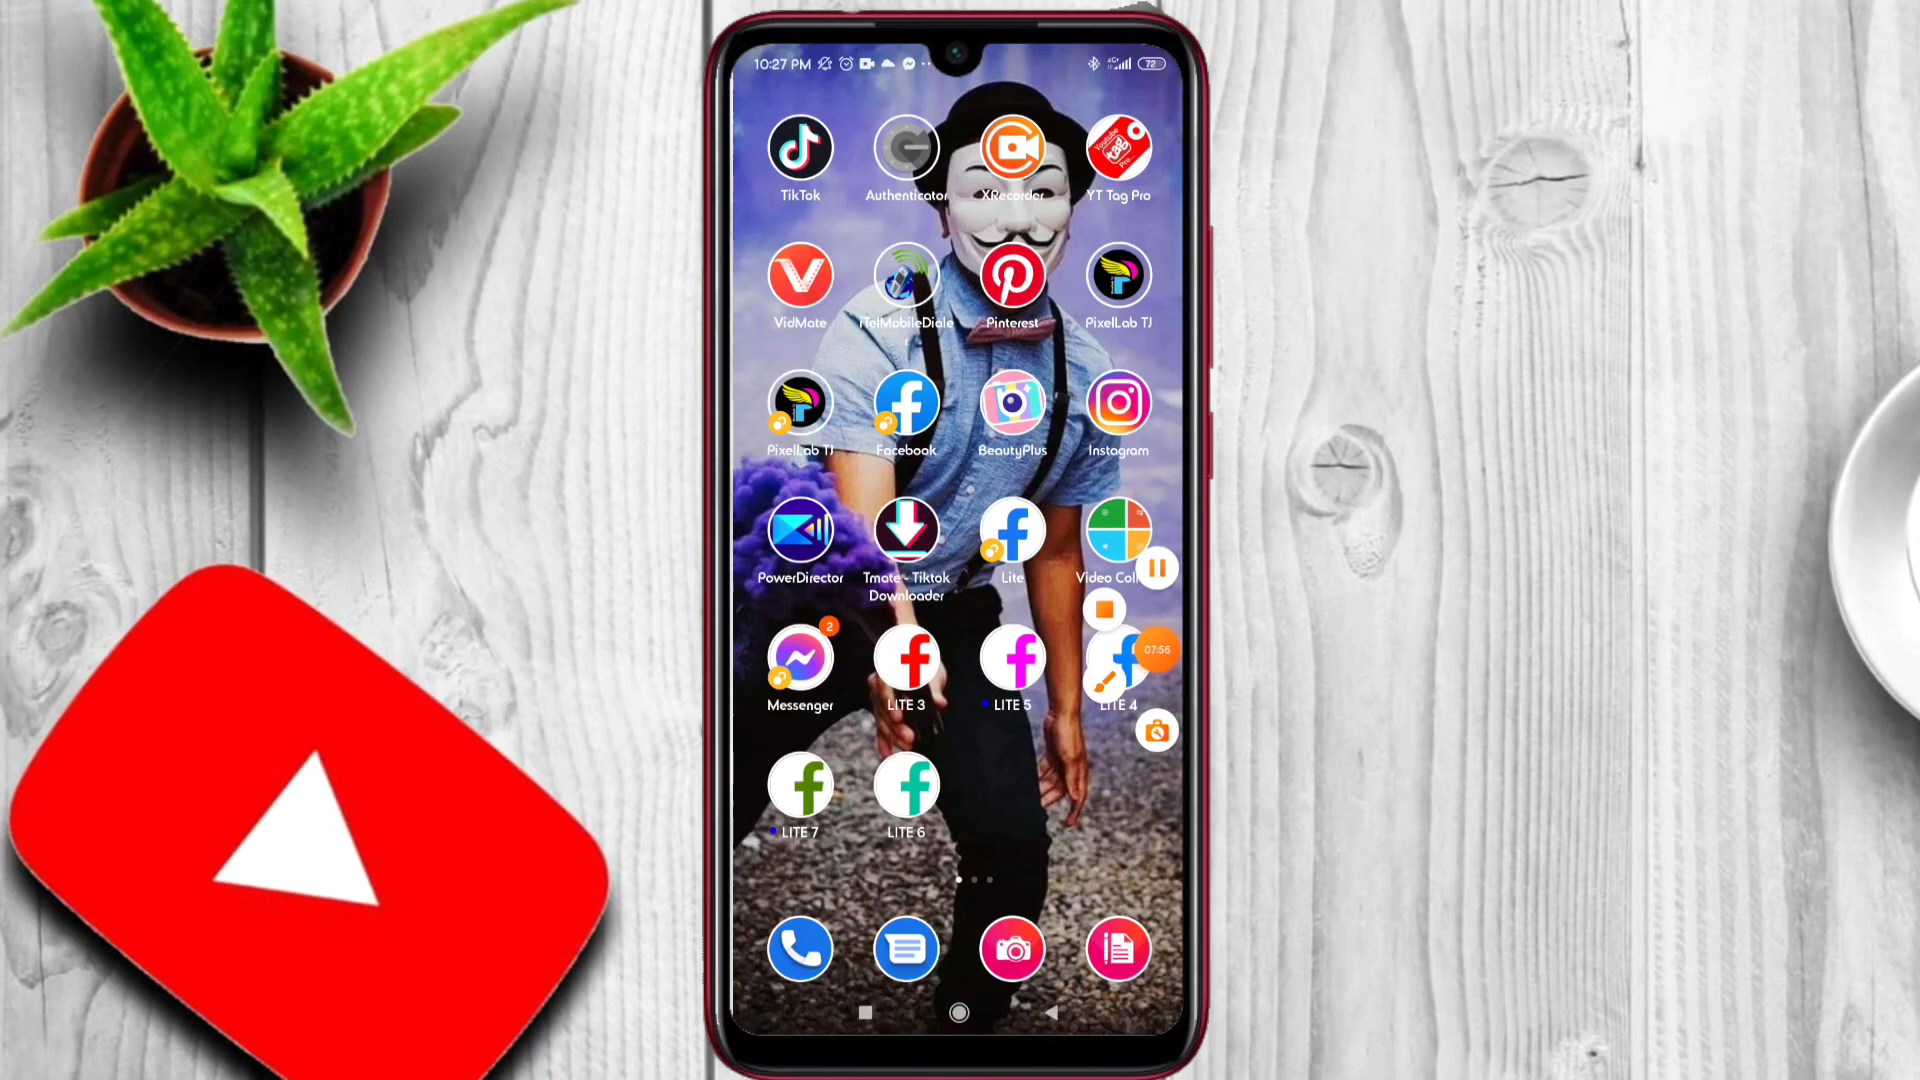 10:27 PM
72
TikTok
Authenticator
XRecorder
YT Tag Pro
VidMate
iTelMobileDiale
r
Pinterest
PixelLab TJ
PixelLab TJ
Facebook
BeautyPlus
Instagram
PowerDirector
Tmate - Tiktok
Downloader
Lite
Video Coll
2
07:56
Messenger
LITE 3
LITE 5
LITE 4
LITE 7
LITE 6